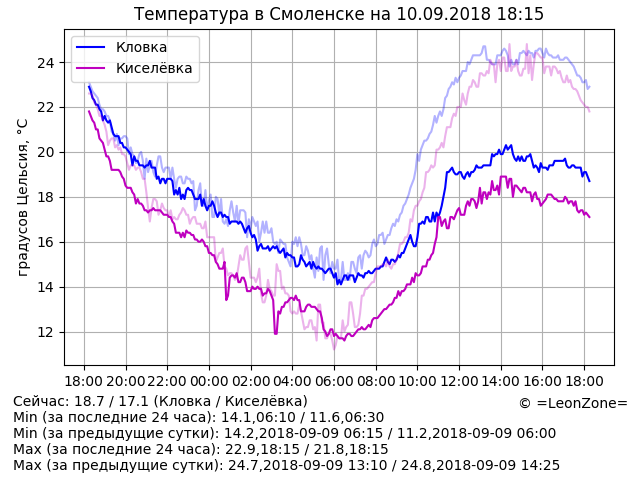 Температура в Смоленске на 10.09.2018 18:15
Кловка
Киселёвка
градусов Цельсия, °C
24
22
20
18
16
14
12
18:00 20:00 22:00 00:00 02:00 04:00 06:00 08:00 10:00 12:00 14:00 16:00 18:00
Сейчас: 18.7 / 17.1 (Кловка / Киселёвка)
© =LeonZone=
Min (за последние 24 часа): 14.1,06:10 / 11.6,06:30
Min (за предыдущие сутки): 14.2,2018-09-09 06:15 / 11.2,2018-09-09 06:00
Max (за последние 24 часа): 22.9,18:15 / 21.8,18:15
Max (за предыдущие сутки): 24.7,2018-09-09 13:10 / 24.8,2018-09-09 14:25